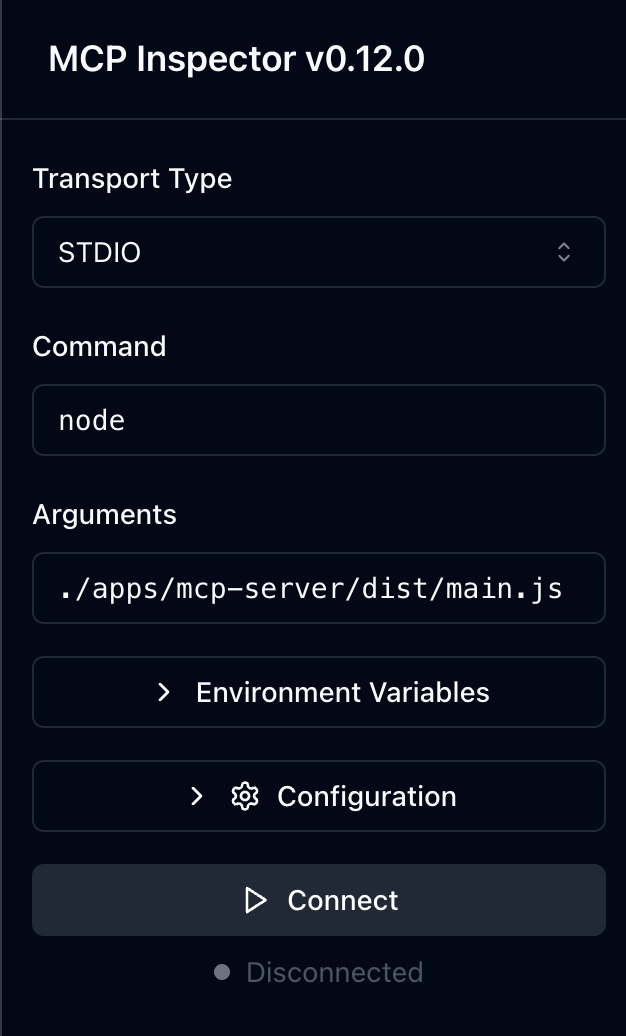 MCP Inspector v0.12.0
Transport Type
STDIO
Command
node
Arguments
./apps/mcp-server/dist/main.js
Environment Variables
Configuration
Connect
Disconnected